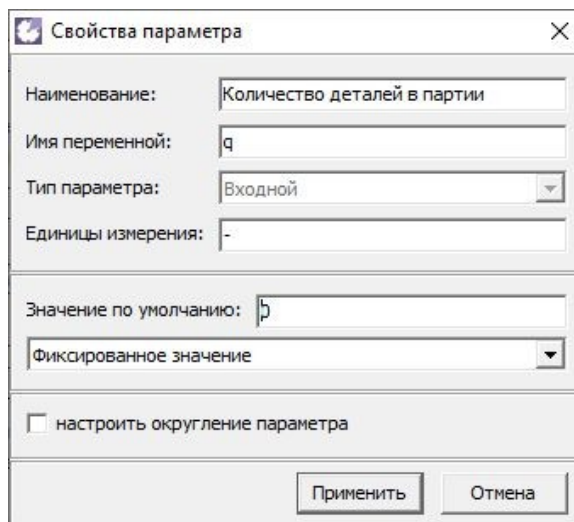 Свойства параметра
Наименование: Количество деталей в партии
Имя переменной: q
Тип параметра: Входной
Единицы измерения: -
Значение по умолчанию:
Фиксированное значение
настроить округление параметра
Применить Отмена